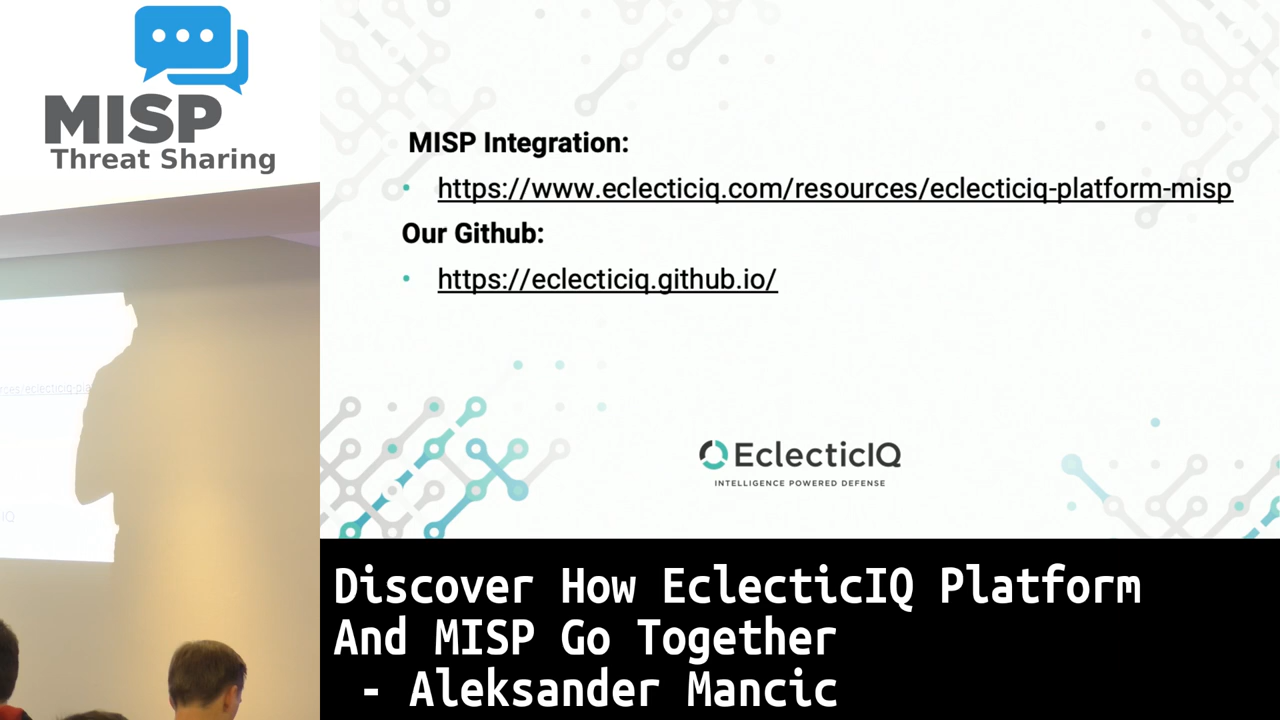 MISP
Threat Sharing
MISP Integration:
https://www.eclecticiq.com/resources/eclecticiq-platform-misp
Our Github:
https://eclecticiq.github.io/
EclecticIQ
INTELLIGENCE POWERED DEFENSE
Discover How EclecticIQ Platform
And MISP Go Together
- Aleksander Mancic